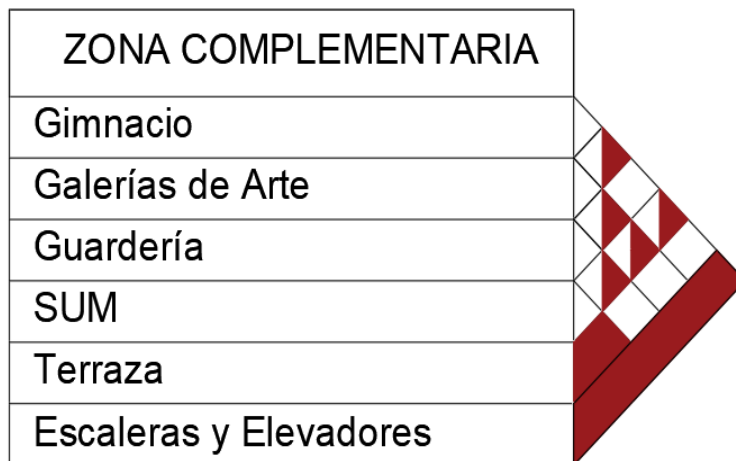 ZONA COMPLEMENTARIA
Gimnacio
Galerías de Arte
Guardería
SUM
Terraza
Escaleras y Elevadores